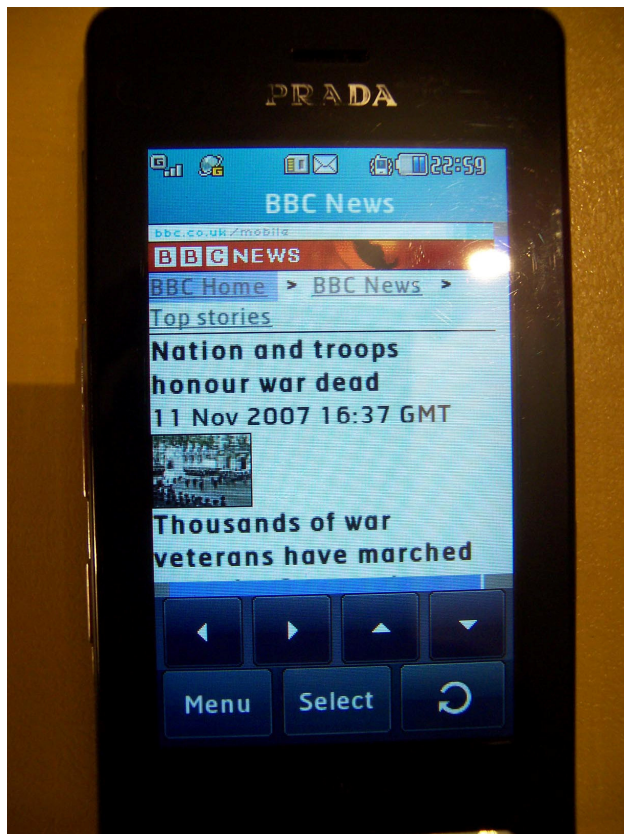 PRADA
22:59
BBC News
bbc.co.uk/mobile
BBC NEWS
BBC Home > BBC News >
Top stories
Nation and troops
honour war dead
11 Nov 2007 16:37 GMT
Thousands of war
veterans have marched
Menu Select